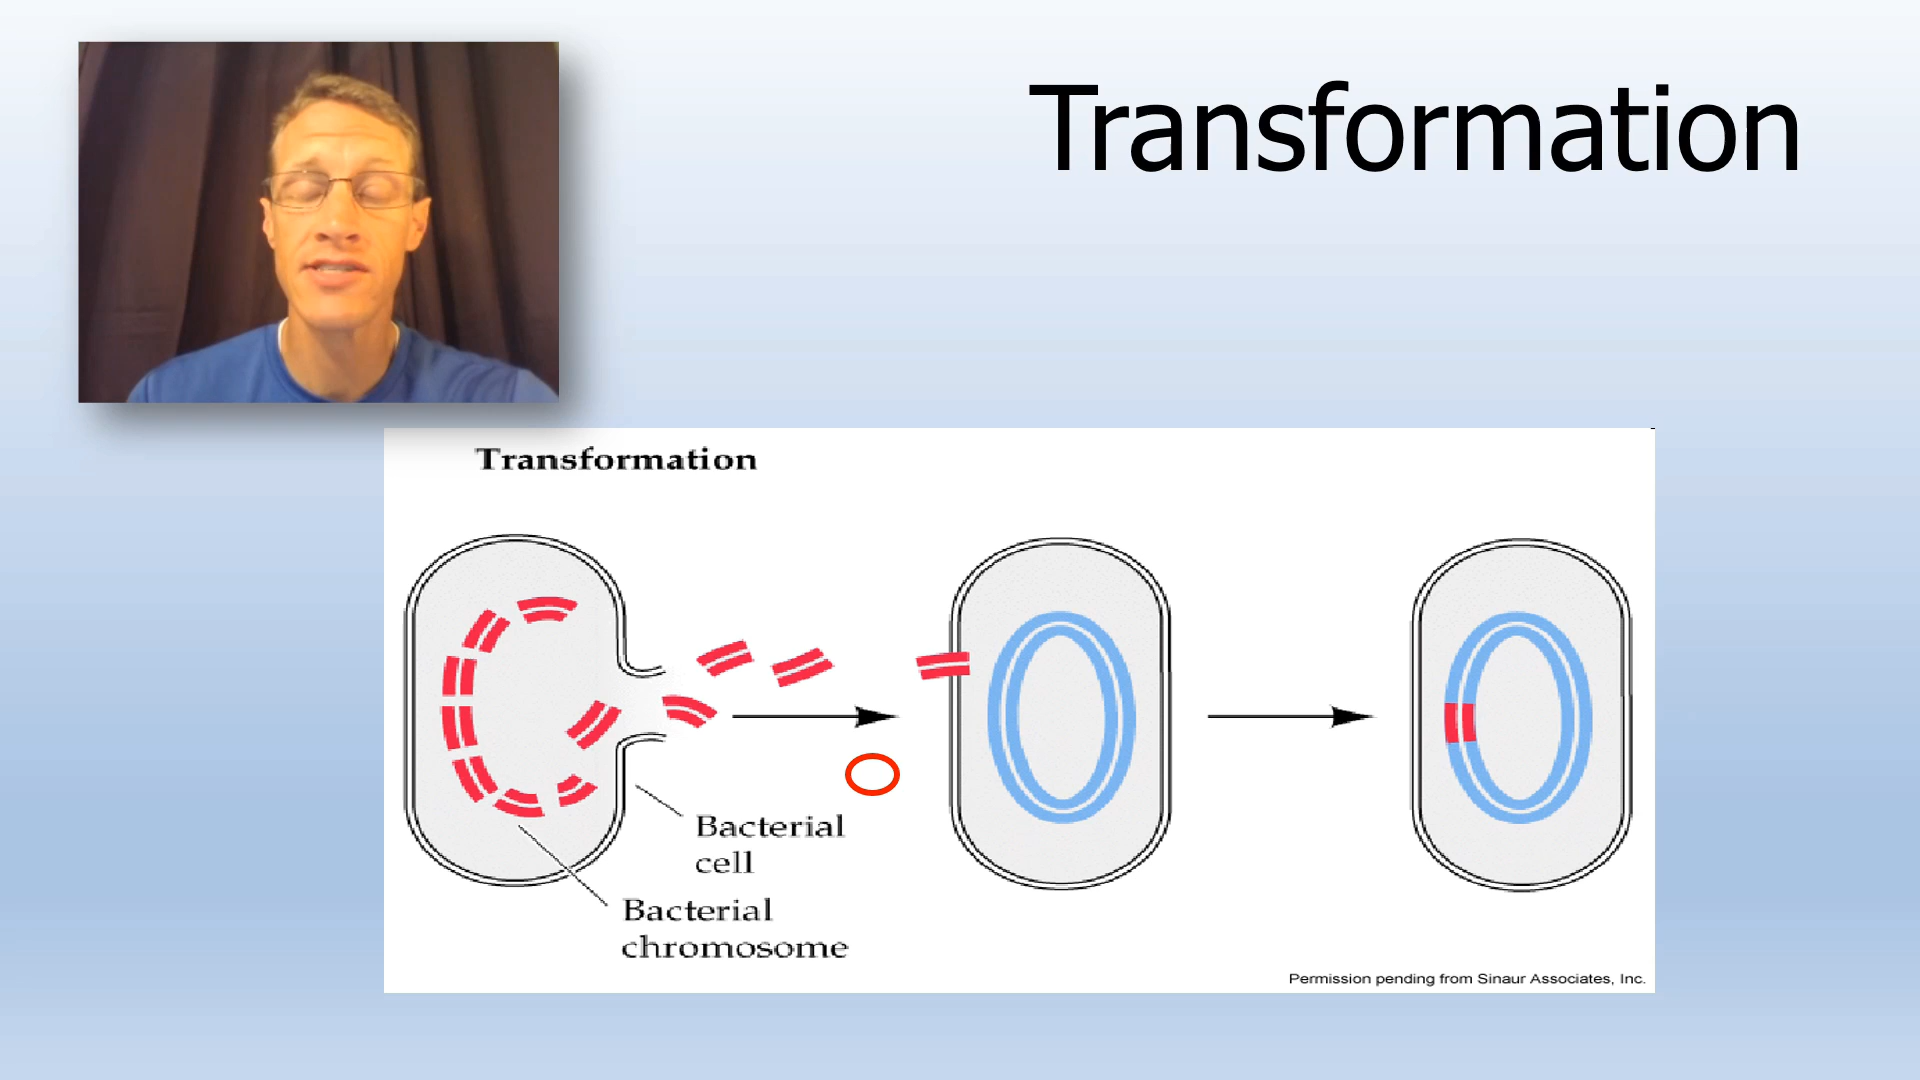 Transformation
Transformation
Bacterial
cell
Bacterial
chromosome
Permission pending from Sinaur Associates, Inc.